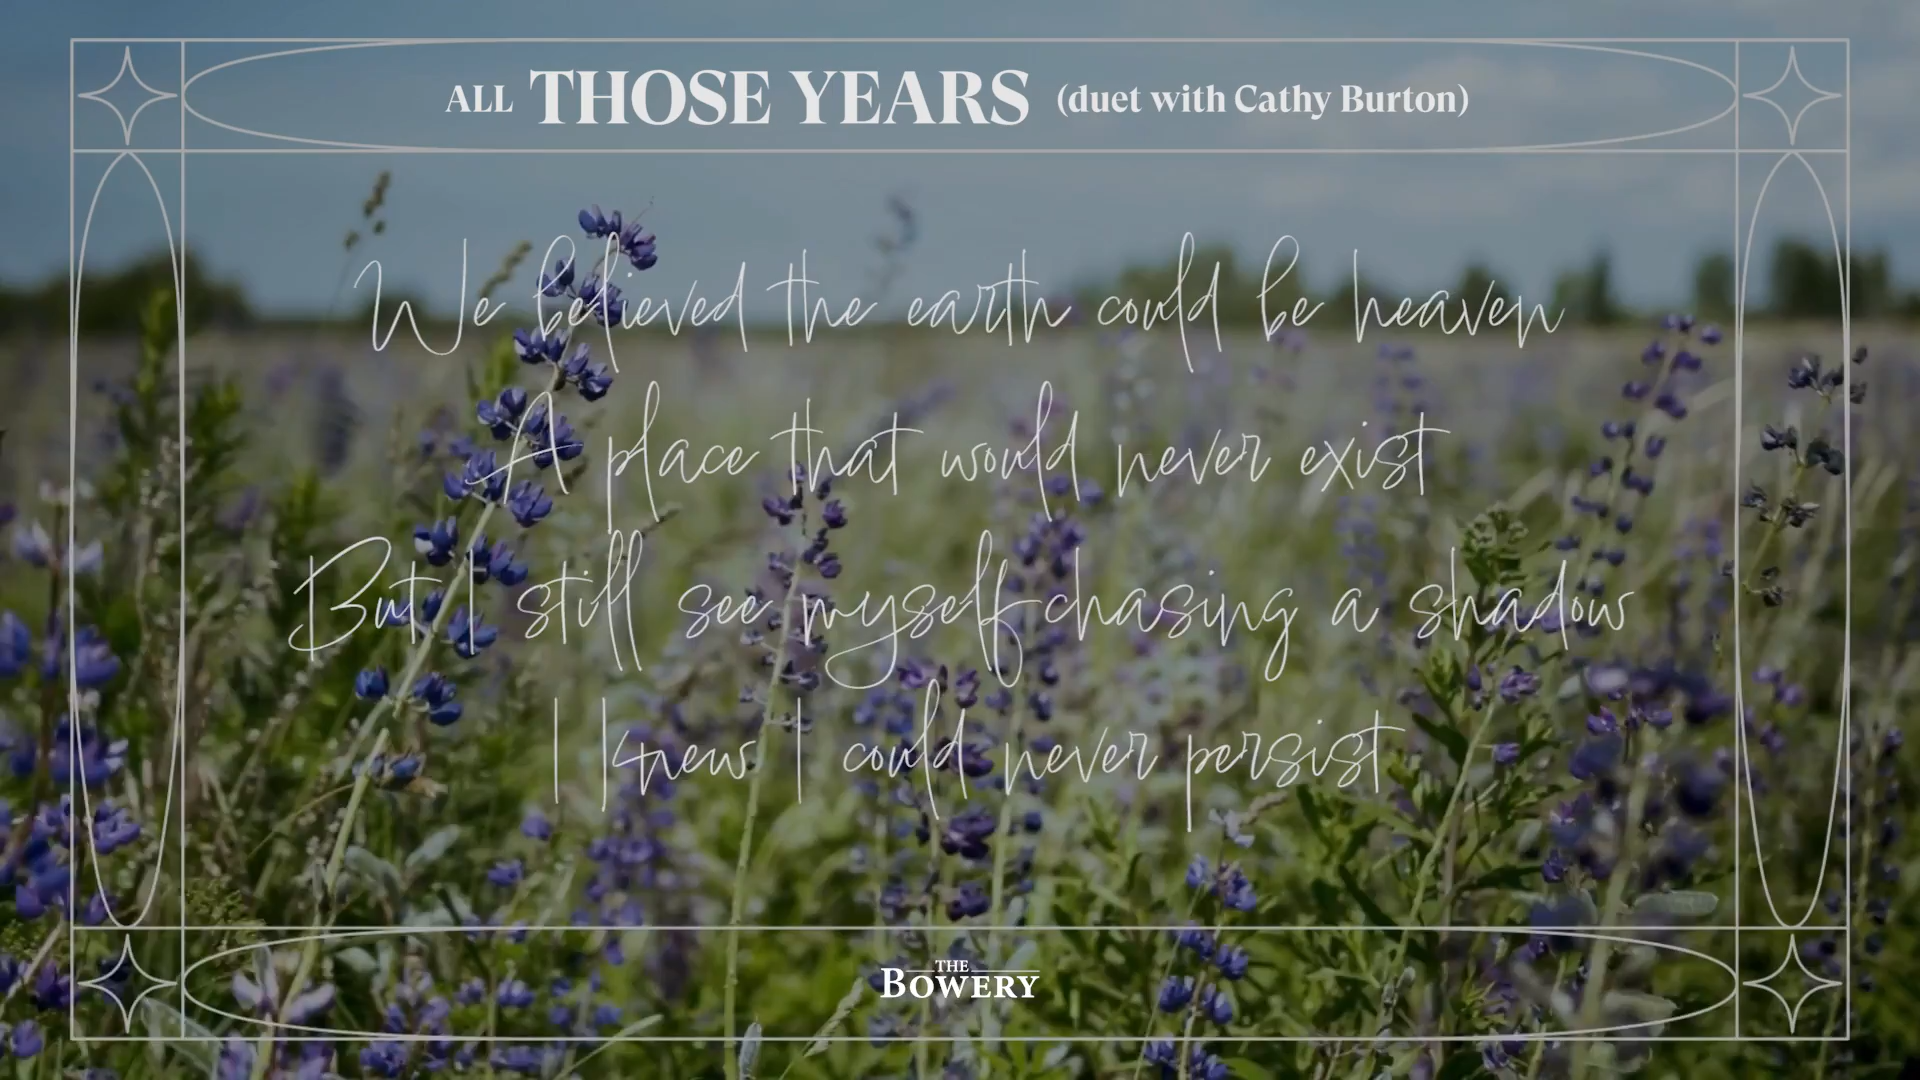 ALL THOSE YEARS (duet with Cathy Burton)
We believed the earth could be heaven
A place that would never exist
But I still see myself chasing a shadow
I knew I could never persist
THE
BOWERY